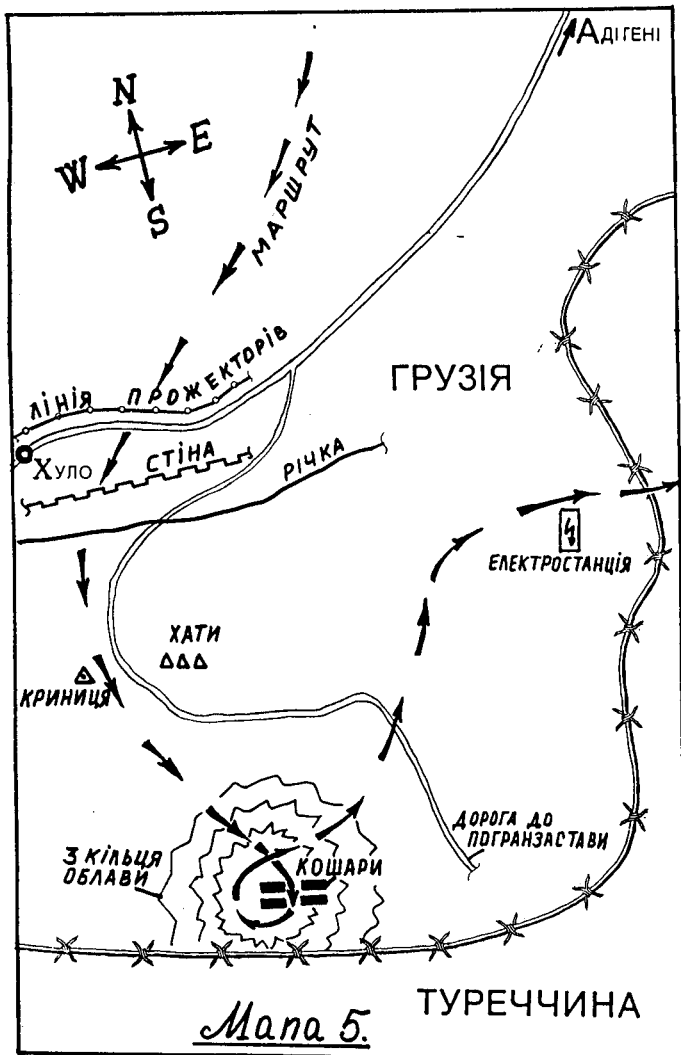 Адігені
N
W E
S
МАРШРУТ
ЛІНІЯ ПРОЖЕКТОРІВ
ГРУЗІЯ
Хуло
СТІНА
РІЧКА
ЕЛЕКТРОСТАНЦІЯ
ХАТИ
КРИНИЦЯ
ДОРОГА ДО
ПОГРАНЗАСТАВИ
3 КІЛЬЦЯ
ОБЛАВИ
КОШАРИ
ТУРЕЧЧИНА
Мапа 5.